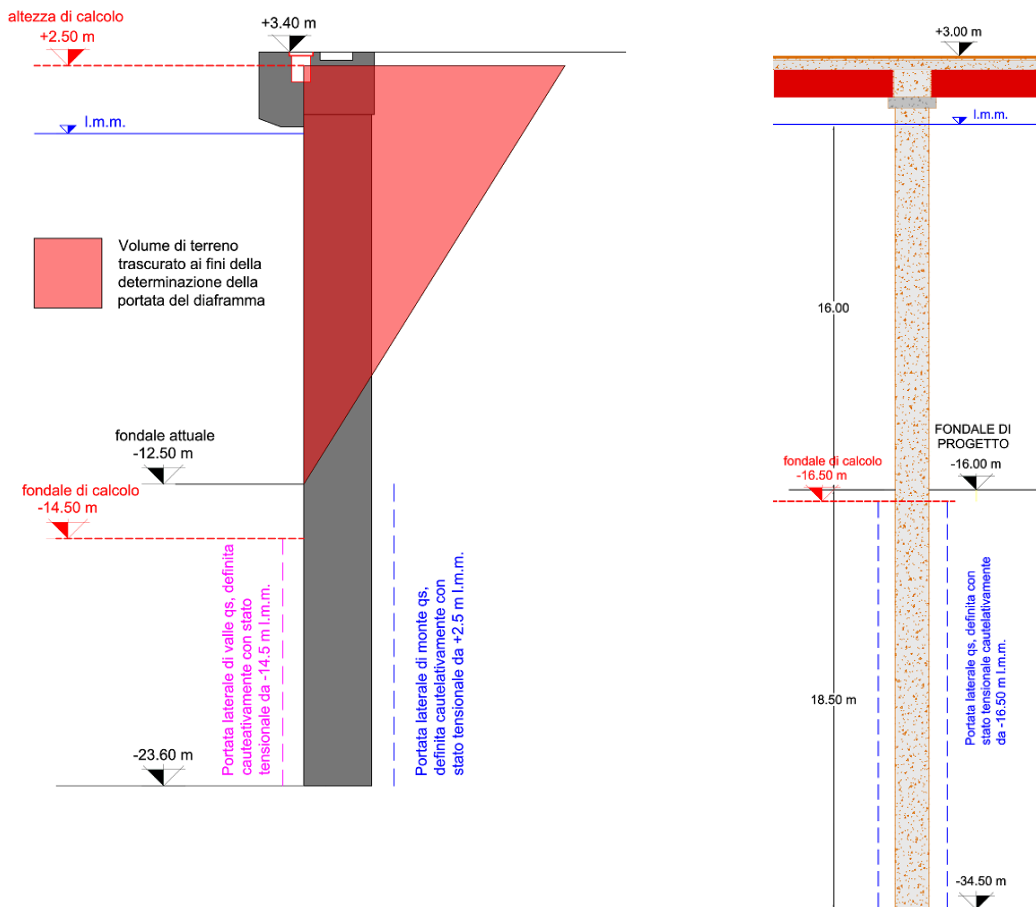 altezza di calcolo
+2.50 m
+3.40 m
l.m.m.
Volume di terreno
trascurato ai fini della
determinazione della
portata del diaframma
fondale attuale
-12.50 m
fondale di calcolo
-14.50 m
Portata laterale di valle qs, definita
cauteativamente con stato
tensionale da -14.5 m l.m.m.
Portata laterale di monte qs,
definita cautelativamente con
stato tensionale da +2.5 m l.m.m.
-23.60 m
+3.00 m
l.m.m.
16.00
FONDALE DI
PROGETTO
-16.00 m
fondale di calcolo
-16.50 m
18.50
Portata laterale qs, definita con
stato tensionale cautelativamente
da -16.50 m l.m.m.
-34.50 m